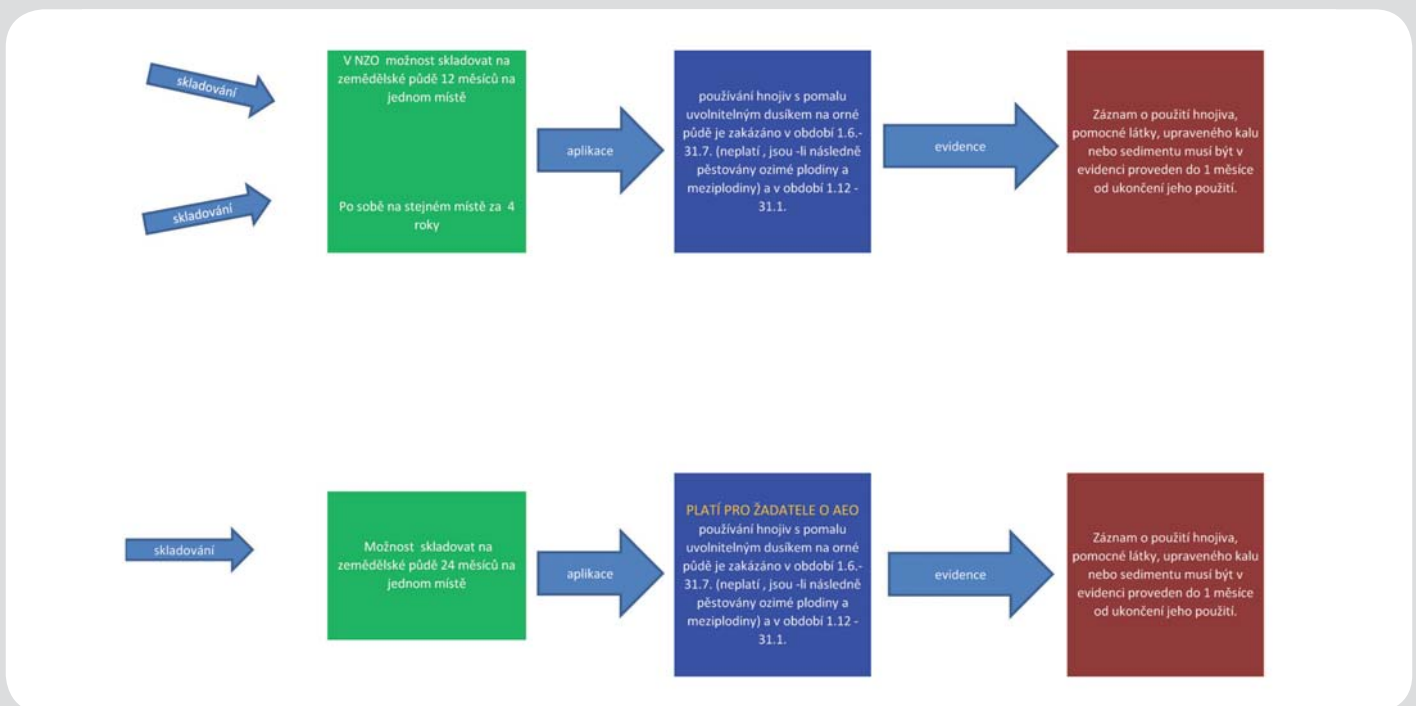 skladování
skladování
V NZO možnost skladovat na
zemědělské půdě 12 měsíců na
jednom místě
Po sobě na stejném místě za 4
roky
aplikace
používání hnojiv s pomalu
uvolnitelným dusíkem na orné
půdě je zakázáno v období 1.6.-
31.7. (neplatí , jsou -li následně
pěstovány ozimé plodiny a
meziplodiny) a v období 1.12 -
31.1.
evidence
Záznam o použití hnojiva,
pomocné látky, upraveného kalu
nebo sedimentu musí být v
evidenci proveden do 1 měsíce
od ukončení jeho použití.
skladování
Možnost skladovat na
zemědělské půdě 24 měsíců na
jednom místě
aplikace
PLATÍ PRO ŽADATELE O AEO
používání hnojiv s pomalu
uvolnitelným dusíkem na orné
půdě je zakázáno v období 1.6.-
31.7. (neplatí , jsou -li následně
pěstovány ozimé plodiny a
meziplodiny) a v období 1.12 -
31.1.
evidence
Záznam o použití hnojiva,
pomocné látky, upraveného kalu
nebo sedimentu musí být v
evidenci proveden do 1 měsíce
od ukončení jeho použití.